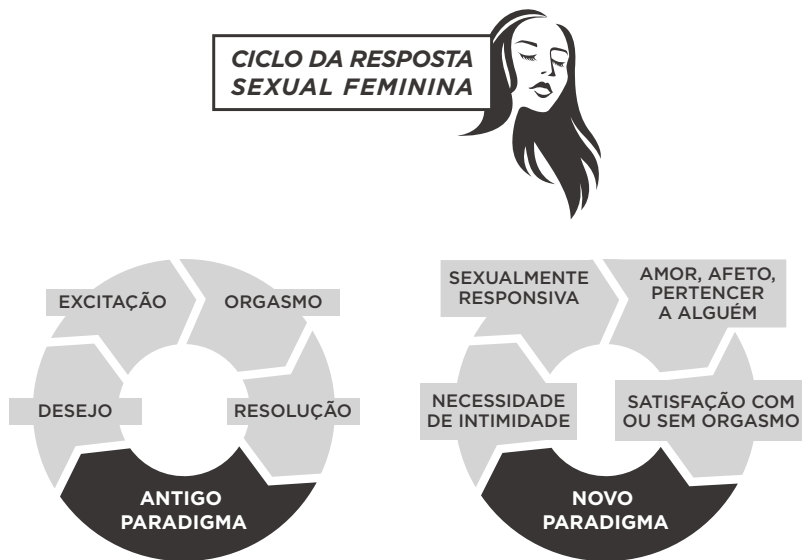 CICLO DA RESPOSTA
SEXUAL FEMININA
EXCITAÇÃO
ORGASMO
DESEJO
RESOLUÇÃO
ANTIGO
PARADIGMA
SEXUALMENTE
RESPONSIVA
AMOR, AFETO,
PERTENCER
A ALGUÉM
NECESSIDADE
DE INTIMIDADE
SATISFAÇÃO COM
OU SEM ORGASMO
NOVO
PARADIGMA